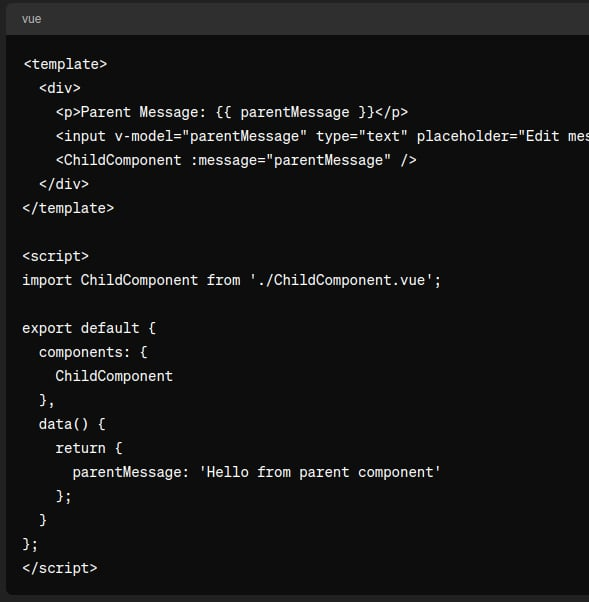 vue
<template>
  <div>
    <p>Parent Message: {{ parentMessage }}</p>
    <input v-model="parentMessage" type="text" placeholder="Edit
    <ChildComponent :message="parentMessage" />
  </div>
</template>

<script>
import ChildComponent from './ChildComponent.vue';

export default {
  components: {
    ChildComponent
  },
  data() {
    return {
      parentMessage: 'Hello from parent component'
    };
  }
};
</script>